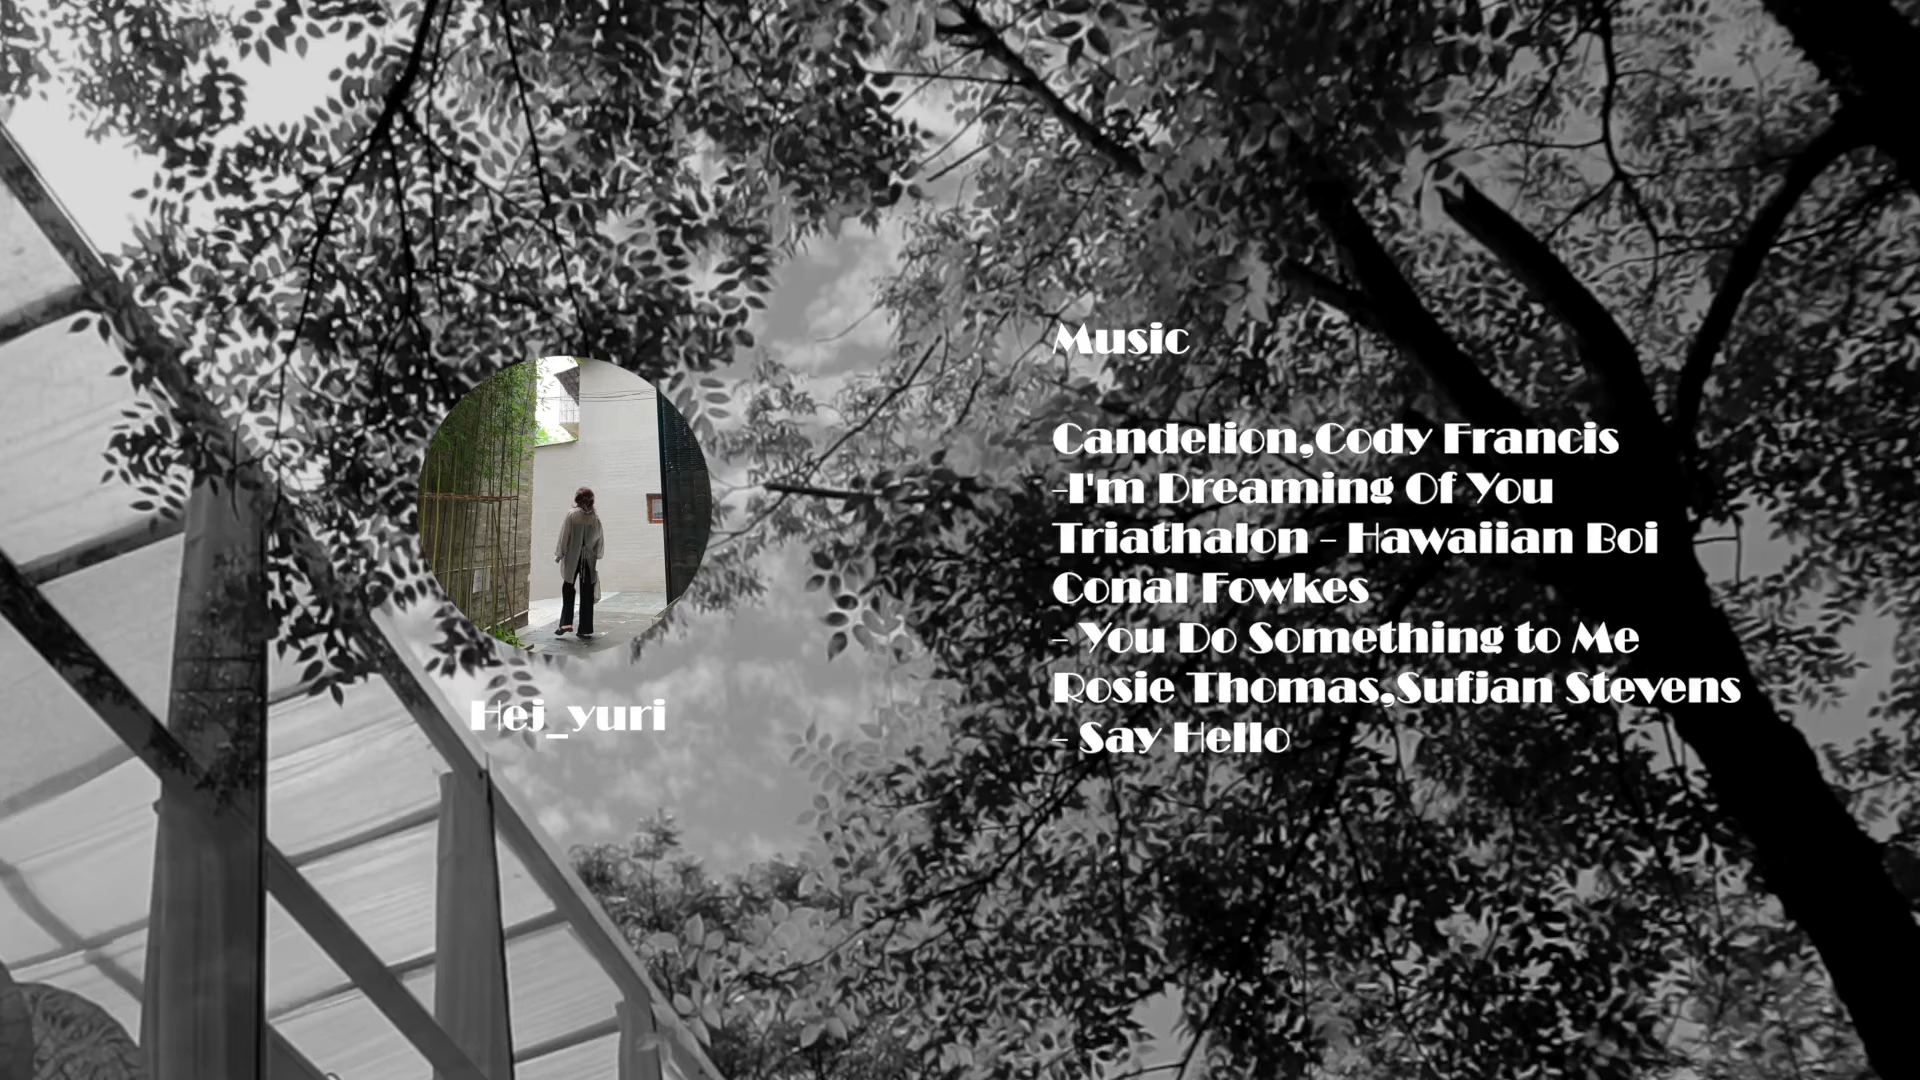 Music
Candelion,Cody Francis
-I'm Dreaming Of You
Triathalon - Hawaiian Boi
Conal Fowkes
- You Do Something to Me
Rosie Thomas,Sufjan Stevens
- Say Hello
Hej_yuri